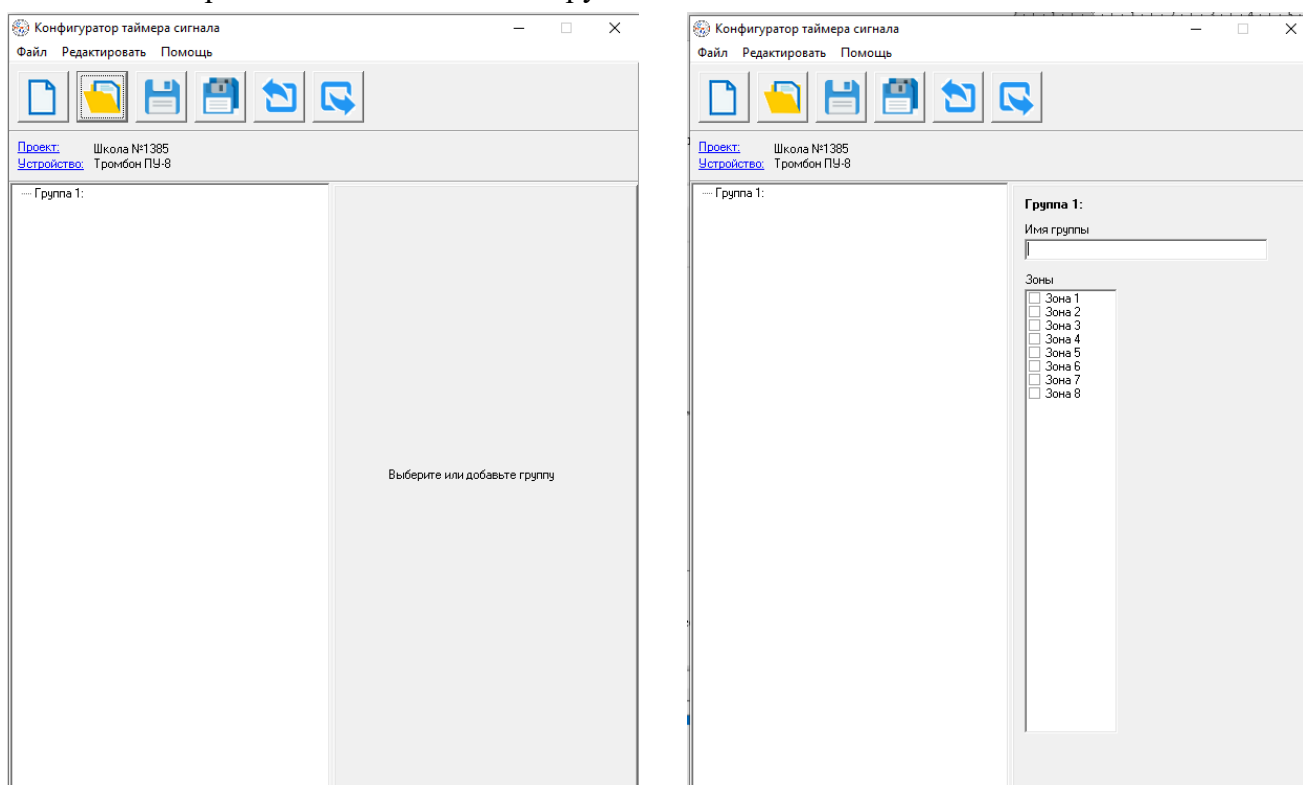 Конфигуратор таймера сигнала
Файл Редактировать Помощь
Проект: Школа №1385
Устройство: Тромбон ПУ-8
Группа 1:
Выберите или добавьте группу
Конфигуратор таймера сигнала
Файл Редактировать Помощь
Проект: Школа №1385
Устройство: Тромбон ПУ-8
Группа 1:
Группа 1:
Имя группы
Зоны
Зона 1
Зона 2
Зона 3
Зона 4
Зона 5
Зона 6
Зона 7
Зона 8